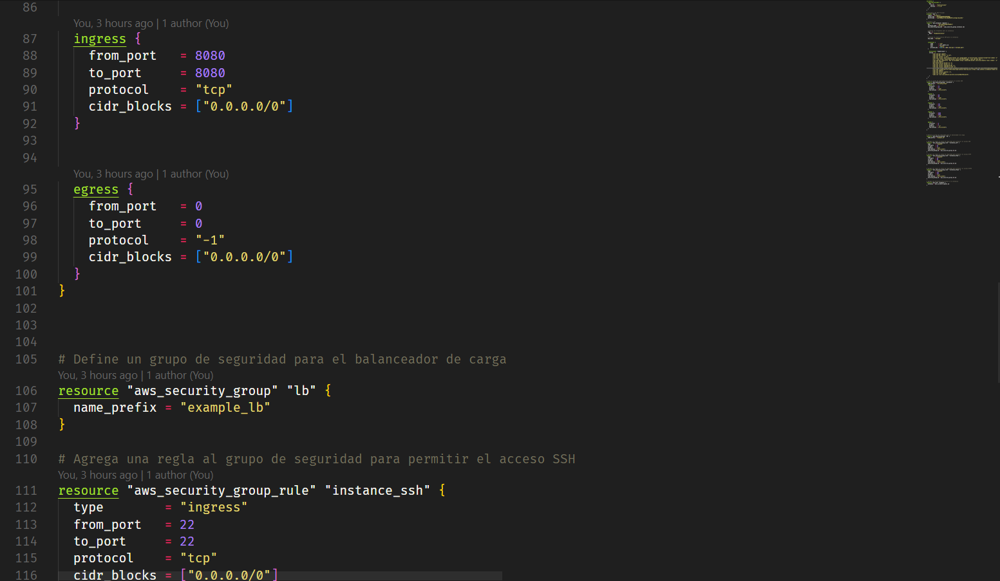 86
You, 3 hours ago | 1 author (You)
87 ingress {
88 from_port = 8080
89 to_port = 8080
90 protocol = "tcp"
91 cidr_blocks = ["0.0.0.0/0"]
92 }
93
94
You, 3 hours ago | 1 author (You)
95 egress {
96 from_port = 0
97 to_port = 0
98 protocol = "-1"
99 cidr_blocks = ["0.0.0.0/0"]
100 }
101 }
102
103
104
105 # Define un grupo de seguridad para el balanceador de carga
You, 3 hours ago | 1 author (You)
106 resource "aws_security_group" "lb" {
107 name_prefix = "example_lb"
108 }
109
110 # Agrega una regla al grupo de seguridad para permitir el acceso SSH
You, 3 hours ago | 1 author (You)
111 resource "aws_security_group_rule" "instance_ssh" {
112 type = "ingress"
113 from_port = 22
114 to_port = 22
115 protocol = "tcp"
116 cidr_blocks = ["0.0.0.0/0"]